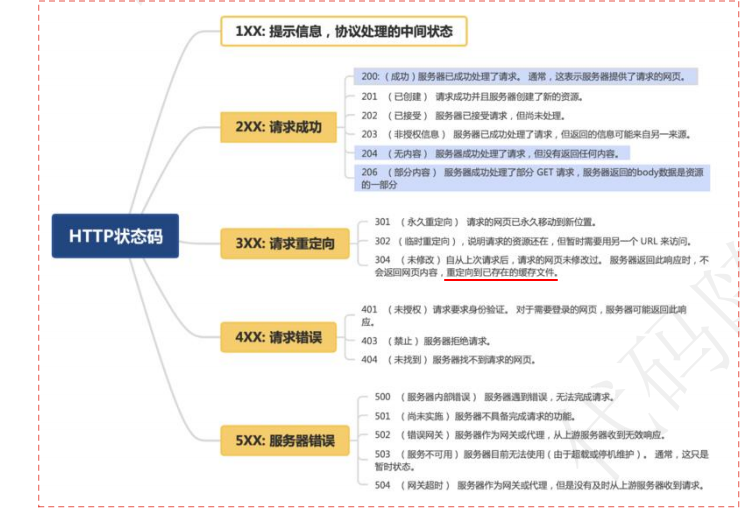 1XX: 提示信息，协议处理的中间状态
HTTP状态码
2XX: 请求成功
200:（成功）服务器已成功处理了请求。 通常，这表示服务器提供了请求的网页。
201 （已创建） 请求成功并且服务器创建了新的资源。
202 （已接受） 服务器已接受请求，但尚未处理。
203 （非授权信息） 服务器已成功处理了请求，但返回的信息可能来自另一来源。
204 （无内容） 服务器成功处理了请求，但没有返回任何内容。
206 （部分内容） 服务器成功处理了部分 GET 请求，服务器返回的body数据是资源
的一部分
3XX: 请求重定向
301 （永久重定向） 请求的网页已永久移动到新位置。
302 （临时重定向），说明请求的资源还在，但暂时需要用另一个 URL 来访问。
304 （未修改）自从上次请求后，请求的网页未修改过。 服务器返回此响应时，不
会返回网页内容，重定向到已存在的缓存文件。
4XX: 请求错误
401 （未授权）请求要求身份验证。 对于需要登录的网页，服务器可能返回此响
应。
403 （禁止）服务器拒绝请求。
404 （未找到）服务器找不到请求的网页。
5XX: 服务器错误
500 （服务器内部错误） 服务器遇到错误，无法完成请求。
501 （尚未实施）服务器不具备完成请求的功能。
502 （错误网关）服务器作为网关或代理，从上游服务器收到无效响应。
503 （服务不可用）服务器目前无法使用（由于超载或停机维护）。 通常，这只是
暂时状态。
504 （网关超时） 服务器作为网关或代理，但是没有及时从上游服务器收到请求。
代码随